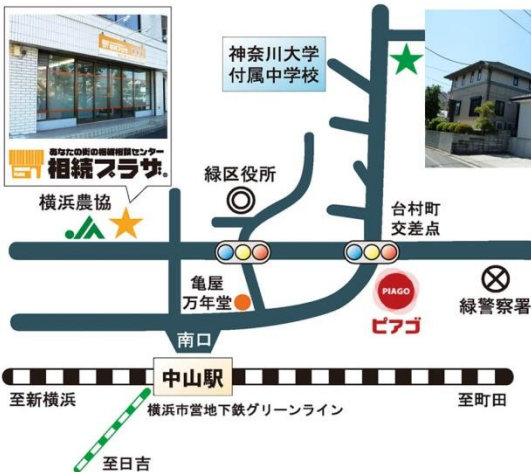 あなたの街の相続相談センター
相続プラザ®
神奈川大学
付属中学校
横浜農協
JA
緑区役所
台村町
交差点
亀屋
万年堂
PIAGO
ピアゴ
緑警察署
南口
中山駅
至新横浜
横浜市営地下鉄グリーンライン
至町田
至日吉